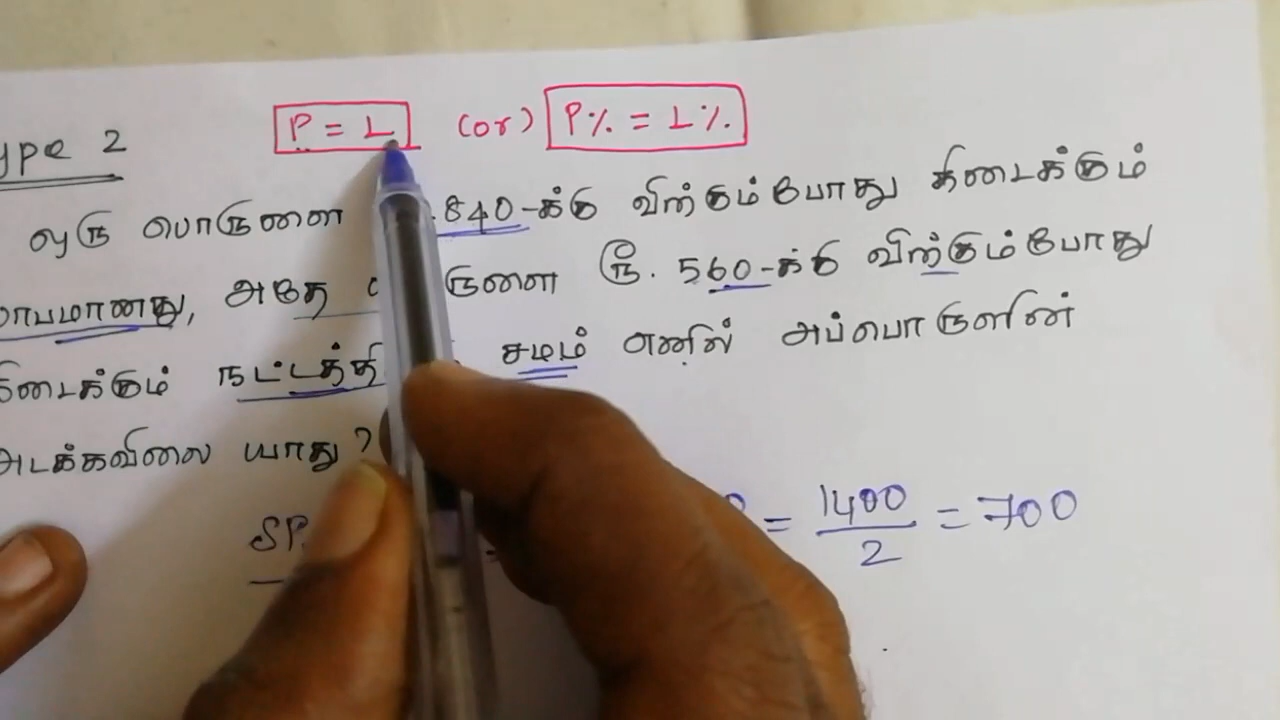 ype 2 P = L (or) P% = L%
ஒரு பொருளை .840-க்கு விற்கும்போது கிடைக்கும்
ாபமானது, அதே ருளை ரூ. 560-க்கு விற்கும்போது
கிடைக்கும் நட்டத்தி சமம் எனில் அப்பொருளின்
அடக்கவிலை யாது?
SP = 1400/2 = 700